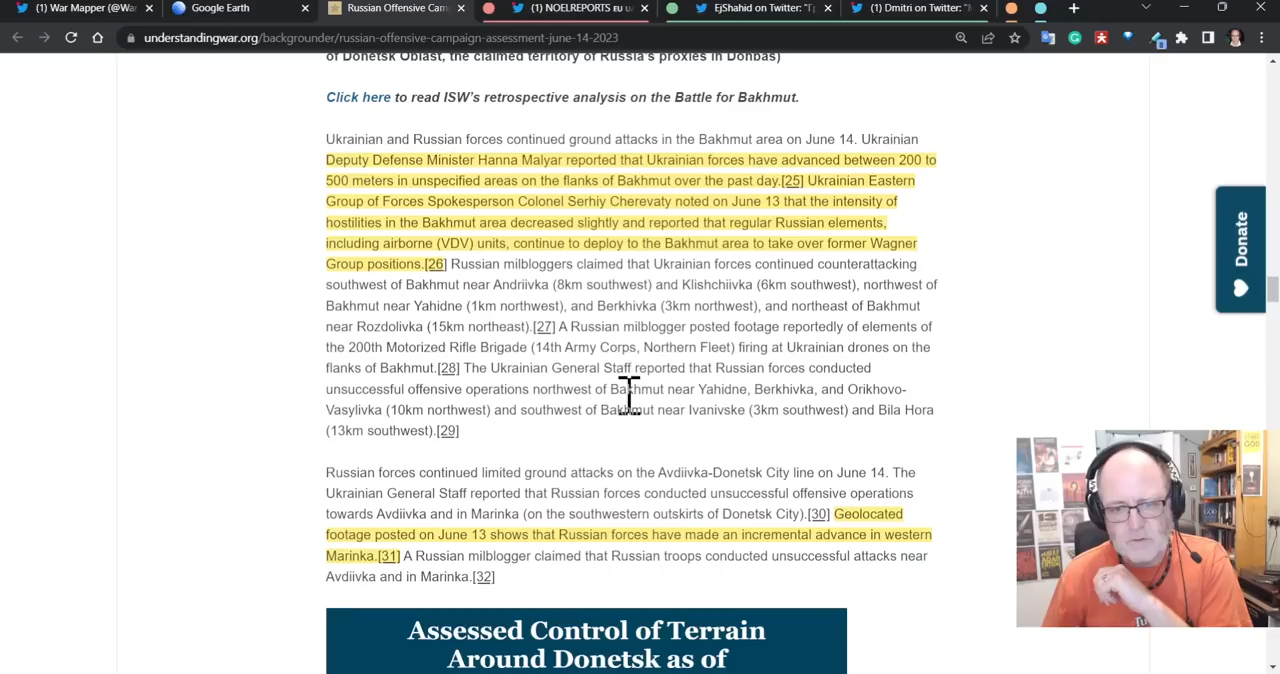 (1) War Mapper (@War
Google Earth
Russian Offensive Cam
(1) NOELREPORTS
EjShahid on Twitter: "
(1) Dmitri on Twitter: "
understandingwar.org/backgrounder/russian-offensive-campaign-assessment-june-14-2023
of Donetsk Oblast, the claimed territory of Russia's proxies in Donbas)
Click here to read ISW's retrospective analysis on the Battle for Bakhmut.
Ukrainian and Russian forces continued ground attacks in the Bakhmut area on June 14. Ukrainian
Deputy Defense Minister Hanna Malyar reported that Ukrainian forces have advanced between 200 to
500 meters in unspecified areas on the flanks of Bakhmut over the past day.[25] Ukrainian Eastern
Group of Forces Spokesperson Colonel Serhiy Cherevaty noted on June 13 that the intensity of
hostilities in the Bakhmut area decreased slightly and reported that regular Russian elements,
including airborne (VDV) units, continue to deploy to the Bakhmut area to take over former Wagner
Group positions.[26] Russian milbloggers claimed that Ukrainian forces continued counterattacking
southwest of Bakhmut near Andriivka (8km southwest) and Klishchiivka (6km southwest), northwest of
Bakhmut near Yahidne (1km northwest), and Berkhivka (3km northwest), and northeast of Bakhmut
near Rozdolivka (15km northeast).[27] A Russian milblogger posted footage reportedly of elements of
the 200th Motorized Rifle Brigade (14th Army Corps, Northern Fleet) firing at Ukrainian drones on the
flanks of Bakhmut.[28] The Ukrainian General Staff reported that Russian forces conducted
unsuccessful offensive operations northwest of Bakhmut near Yahidne, Berkhivka, and Orikhovo-
Vasylivka (10km northwest) and southwest of Bakhmut near Ivanivske (3km southwest) and Bila Hora
(13km southwest).[29]
Russian forces continued limited ground attacks on the Avdiivka-Donetsk City line on June 14. The
Ukrainian General Staff reported that Russian forces conducted unsuccessful offensive operations
towards Avdiivka and in Marinka (on the southwestern outskirts of Donetsk City).[30] Geolocated
footage posted on June 13 shows that Russian forces have made an incremental advance in western
Marinka.[31] A Russian milblogger claimed that Russian troops conducted unsuccessful attacks near
Avdiivka and in Marinka.[32]
Assessed Control of Terrain
Around Donetsk as of
Donate